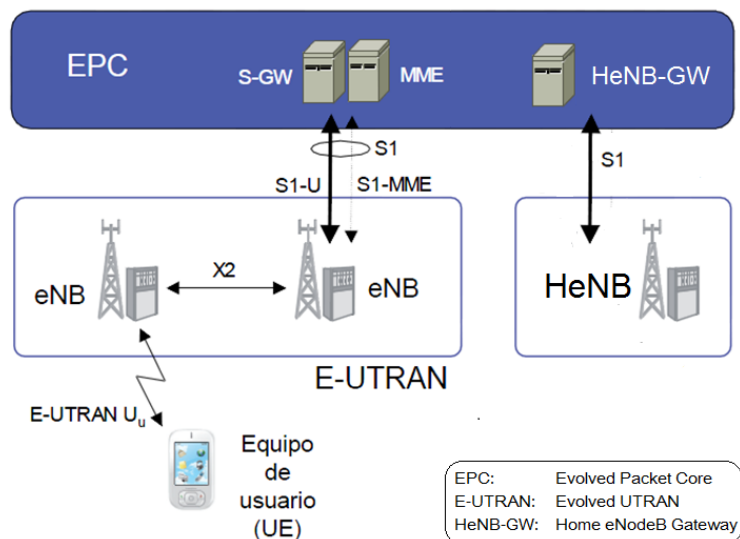 EPC
S-GW
MME
HeNB-GW
S1
S1-U
S1-MME
S1
eNB
X2
eNB
HeNB
E-UTRAN
E-UTRAN Uu
Equipo
de
usuario
(UE)
EPC: Evolved Packet Core
E-UTRAN: Evolved UTRAN
HeNB-GW: Home eNodeB Gateway